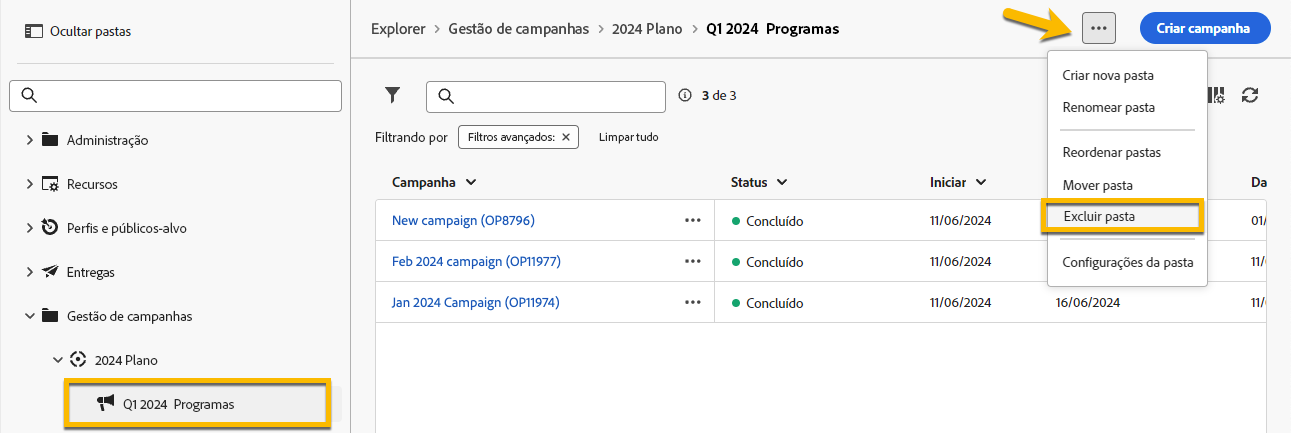 Ocultar pastas
Administração
Recursos
Perfis e públicos-alvo
Entregas
Gestão de campanhas
2024 Plano
Q1 2024 Programas
Explorer > Gestão de campanhas > 2024 Plano > Q1 2024 Programas
Criar campanha
3 de 3
Filtrando por Filtros avançados: Limpar tudo
Campanha Status Iniciar Da
New campaign (OP8796) Concluído 11/06/2024 01/
Feb 2024 campaign (OP11977) Concluído 11/06/2024 11/
Jan 2024 Campaign (OP11974) Concluído 11/06/2024 16/06/2024 11/
Criar nova pasta
Renomear pasta
Reordenar pastas
Mover pasta
Excluir pasta
Configurações da pasta